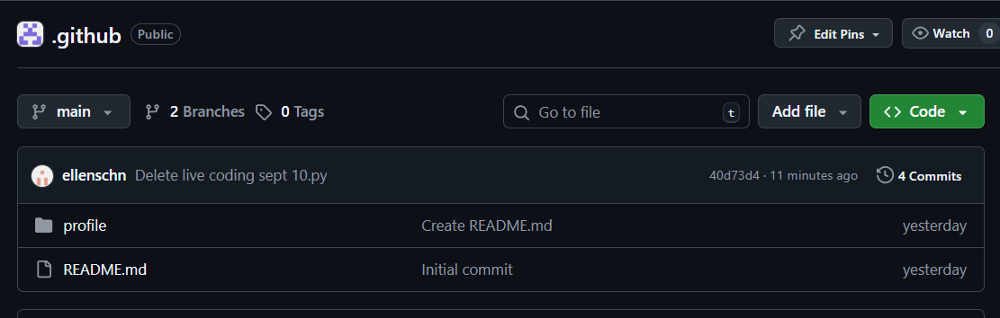 .github Public Edit Pins Watch 0
main 2 Branches 0 Tags Go to file t Add file Code
ellenschn Delete live coding sept 10.py 40d73d4 · 11 minutes ago 4 Commits
profile Create README.md yesterday
README.md Initial commit yesterday